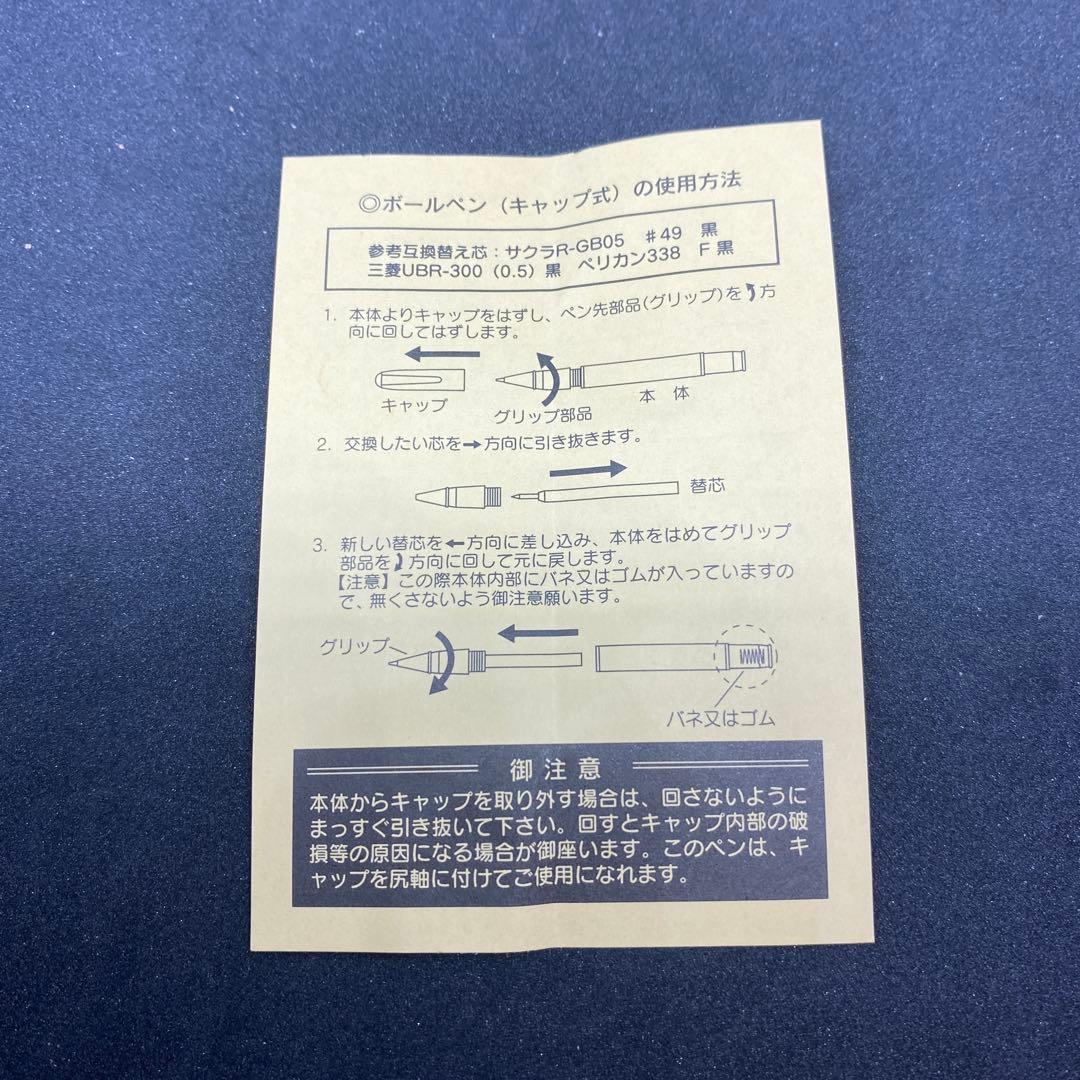 ◎ボールペン（キャップ式）の使用方法
参考互換替え芯：サクラR-GB05 ♯49 黒
三菱UBR-300（0.5）黒 ペリカン338 F黒
1. 本体よりキャップをはずし、ペン先部品(グリップ)を⤴方
向に回してはずします。
キャップ
グリップ部品
本 体
2. 交換したい芯を➞方向に引き抜きます。
替芯
3. 新しい替芯を←方向に差し込み、本体をはめてグリップ
部品を⤵方向に回して元に戻します。
【注意】この際本体内部にバネ又はゴムが入っていますの
で、無くさないよう御注意願います。
グリップ
バネ又はゴム
御注意
本体からキャップを取り外す場合は、回さないように
まっすぐ引き抜いて下さい。回すとキャップ内部の破
損等の原因になる場合が御座います。このペンは、キ
ャップを尻軸に付けてご使用になれます。